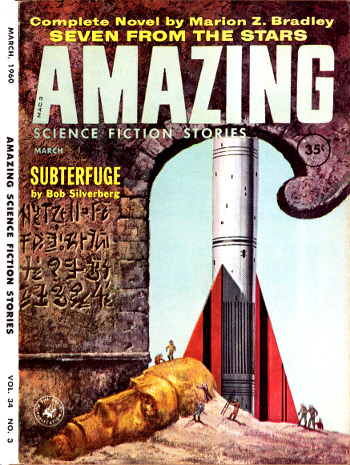 MARCH, 1960
AMAZING SCIENCE FICTION STORIES
VOL. 34 NO. 3
Complete Novel by Marion Z. Bradley
SEVEN FROM THE STARS
AMAZING
SCIENCE FICTION STORIES
MARCH
35¢
SUBTERFUGE
by Bob Silverberg